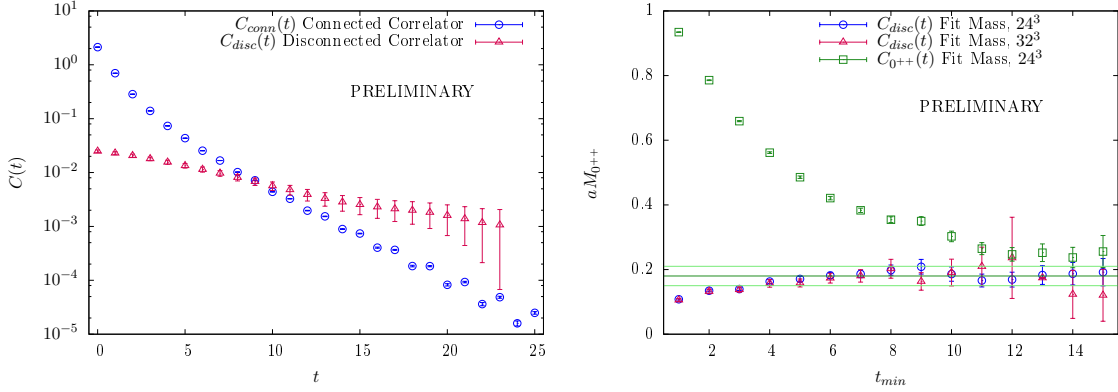 C_conn(t) Connected Correlator
C_disc(t) Disconnected Correlator
PRELIMINARY
C(t)
10^1
10^0
10^-1
10^-2
10^-3
10^-4
10^-5
0 5 10 15 20 25
t
C_disc(t) Fit Mass, 24^3
C_disc(t) Fit Mass, 32^3
C_0++(t) Fit Mass, 24^3
PRELIMINARY
aM_0++
1
0.8
0.6
0.4
0.2
0
2 4 6 8 10 12 14
t_min